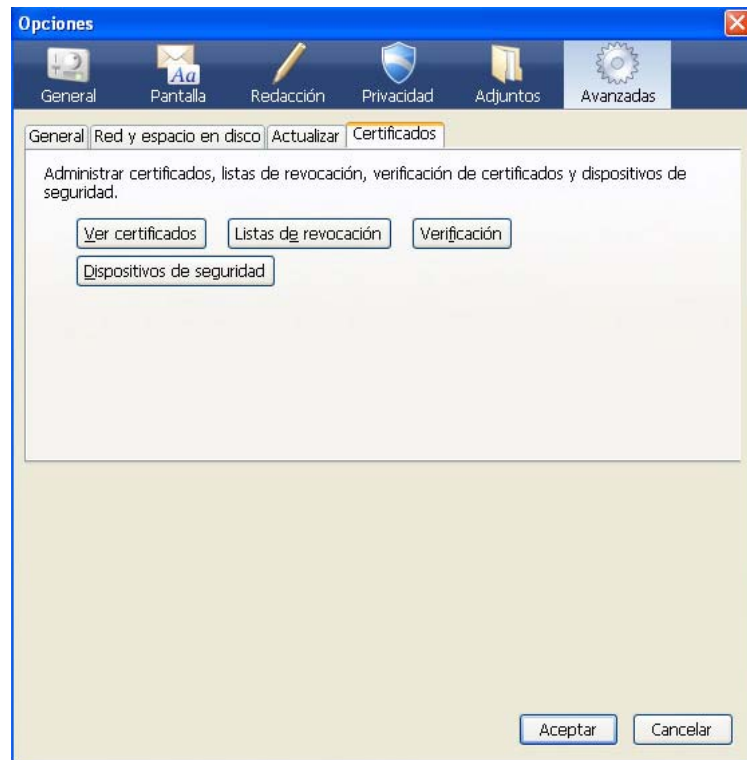 Opciones
Aa
General Pantalla Redacción Privacidad Adjuntos Avanzadas
General Red y espacio en disco Actualizar Certificados
Administrar certificados, listas de revocación, verificación de certificados y dispositivos de
seguridad.
Ver certificados Listas de revocación Verificación
Dispositivos de seguridad
Aceptar Cancelar